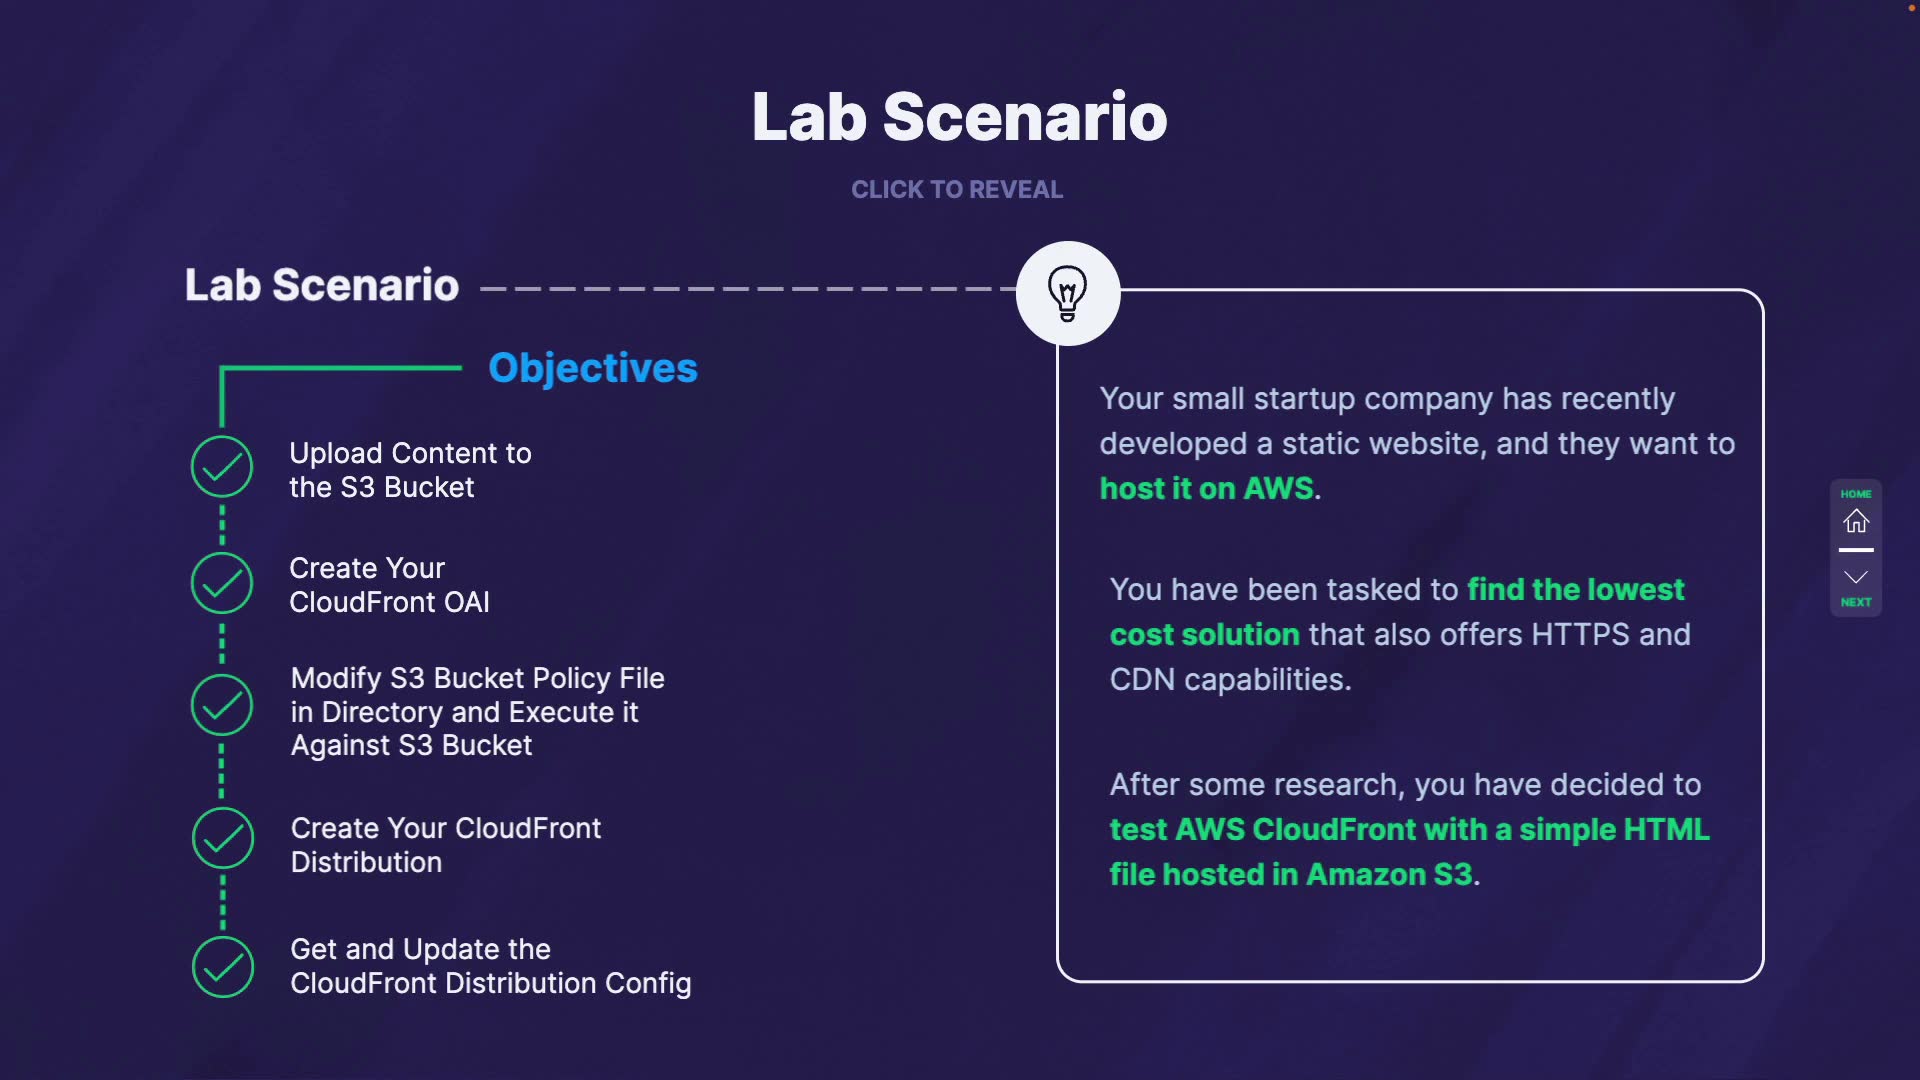 Lab Scenario
CLICK TO REVEAL
Lab Scenario
Objectives
Upload Content to
the S3 Bucket
Create Your
CloudFront OAI
Modify S3 Bucket Policy File
in Directory and Execute it
Against S3 Bucket
Create Your CloudFront
Distribution
Get and Update the
CloudFront Distribution Config
Your small startup company has recently
developed a static website, and they want to
host it on AWS.
You have been tasked to find the lowest
cost solution that also offers HTTPS and
CDN capabilities.
After some research, you have decided to
test AWS CloudFront with a simple HTML
file hosted in Amazon S3.
HOME
NEXT